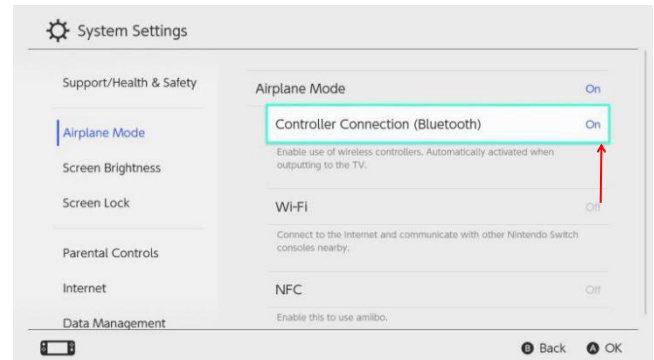 System Settings
Support/Health & Safety
Airplane Mode
Screen Brightness
Screen Lock
Parental Controls
Internet
Data Management
Airplane Mode On
Controller Connection (Bluetooth) On
Enable use of wireless controllers. Automatically activated when
outputting to the TV.
Wi-Fi Off
Connect to the Internet and communicate with other Nintendo Switch
consoles nearby.
NFC Off
Enable this to use amiibo.
B Back A OK